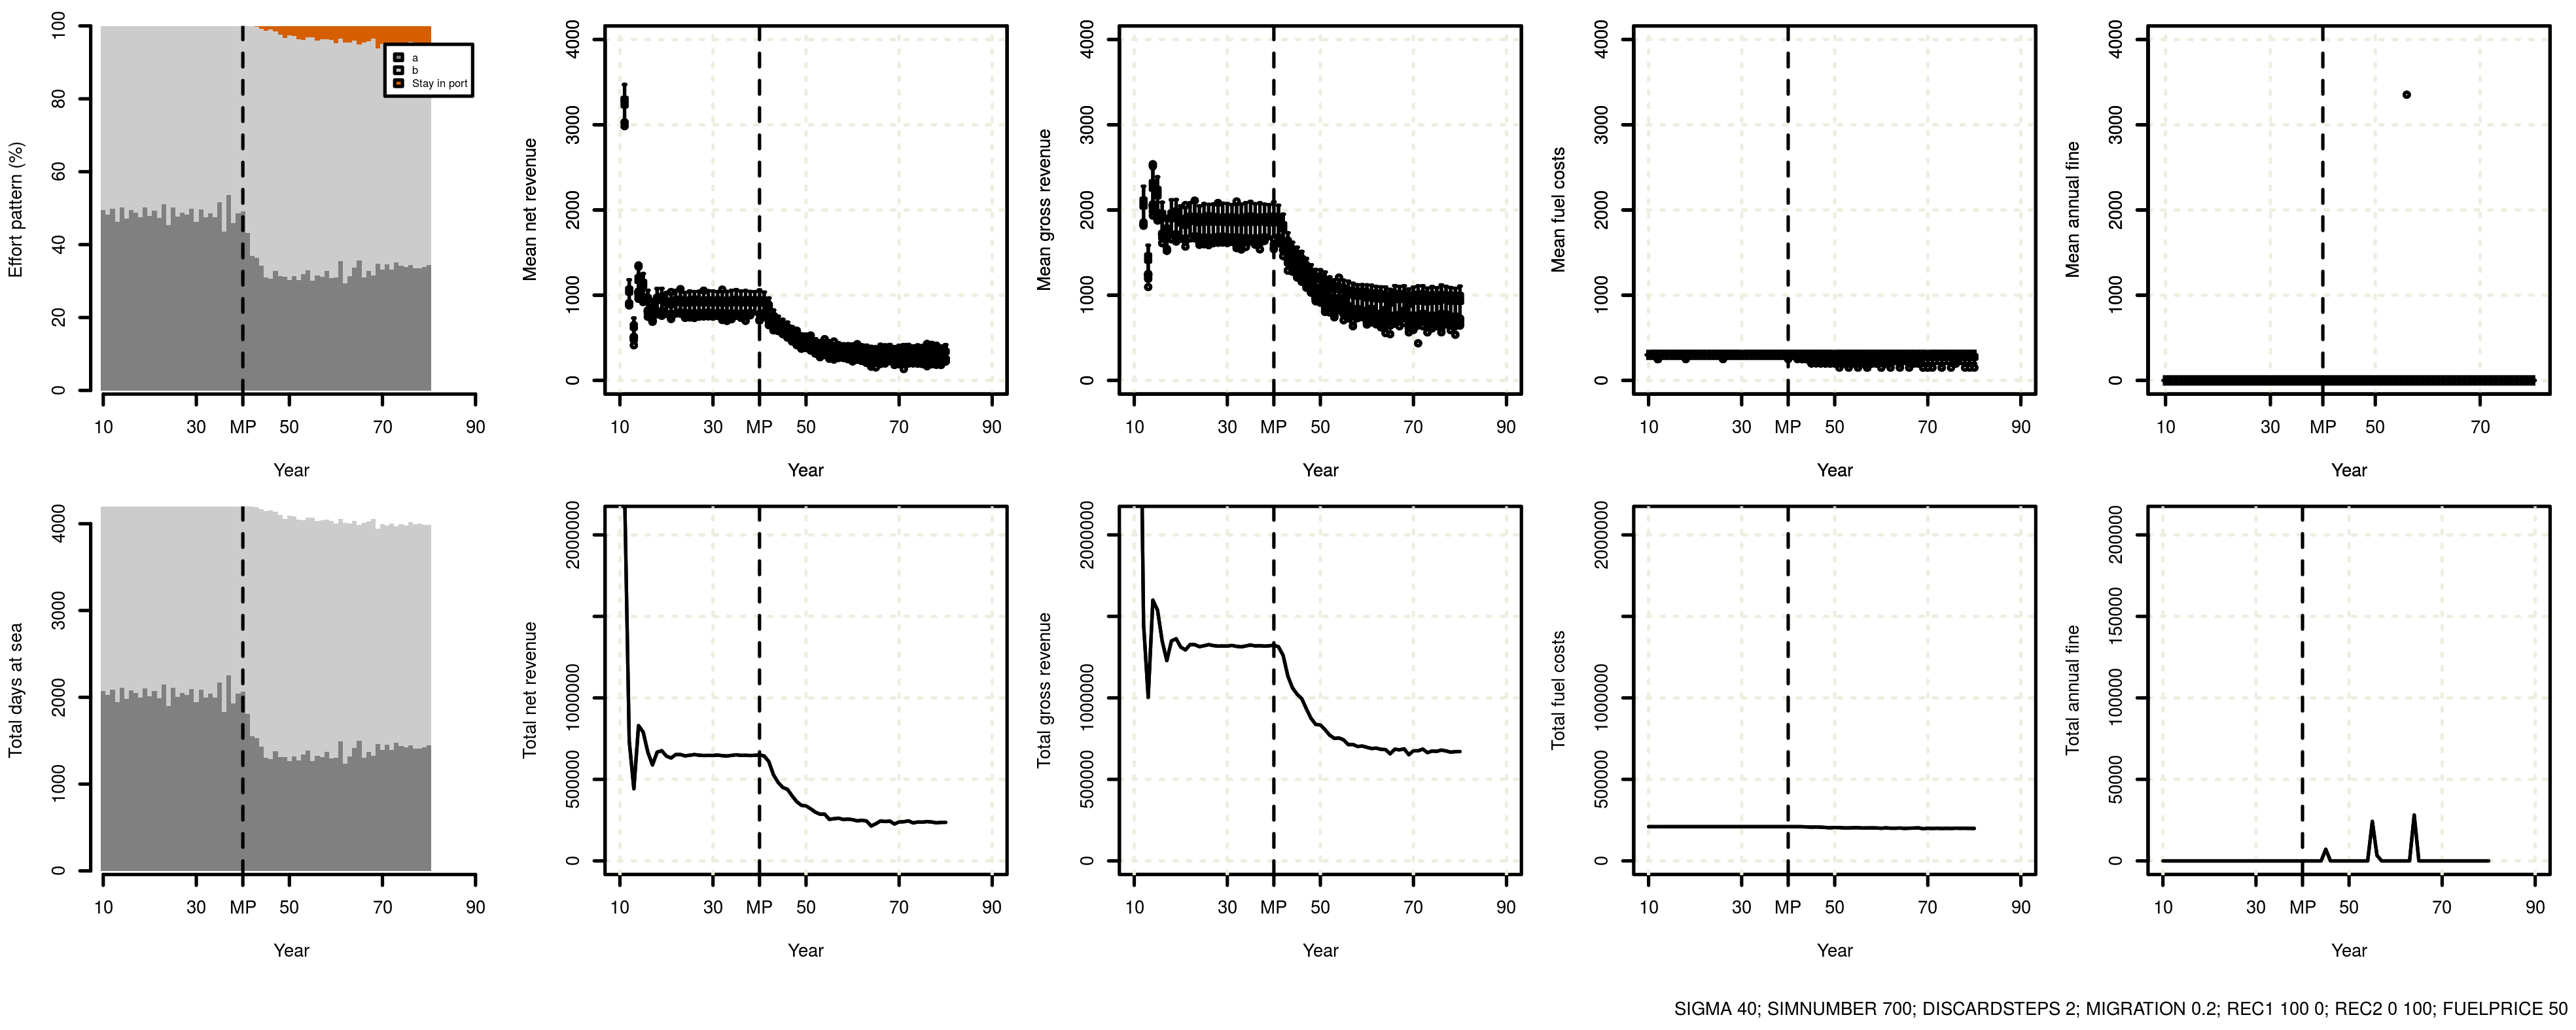 Effort pattern (%)
0 20 40 60 80 100
a
b
Stay in port
10 30 MP 50 70 90
Year
Mean net revenue
0 1000 2000 3000 4000
10 30 MP 50 70 90
Year
Mean gross revenue
0 1000 2000 3000 4000
10 30 MP 50 70 90
Year
Mean fuel costs
0 1000 2000 3000 4000
10 30 MP 50 70 90
Year
Mean annual fine
0 1000 2000 3000 4000
10 30 MP 50 70
Year
Total days at sea
0 1000 2000 3000 4000
10 30 MP 50 70 90
Year
Total net revenue
0 500000 1000000 2000000
10 30 MP 50 70 90
Year
Total gross revenue
0 500000 1000000 2000000
10 30 MP 50 70 90
Year
Total fuel costs
0 500000 1000000 2000000
10 30 MP 50 70 90
Year
Total annual fine
0 50000 100000 150000 200000
10 30 MP 50 70 90
Year
SIGMA 40; SIMNUMBER 700; DISCARDSTEPS 2; MIGRATION 0.2; REC1 100 0; REC2 0 100; FUELPRICE 50